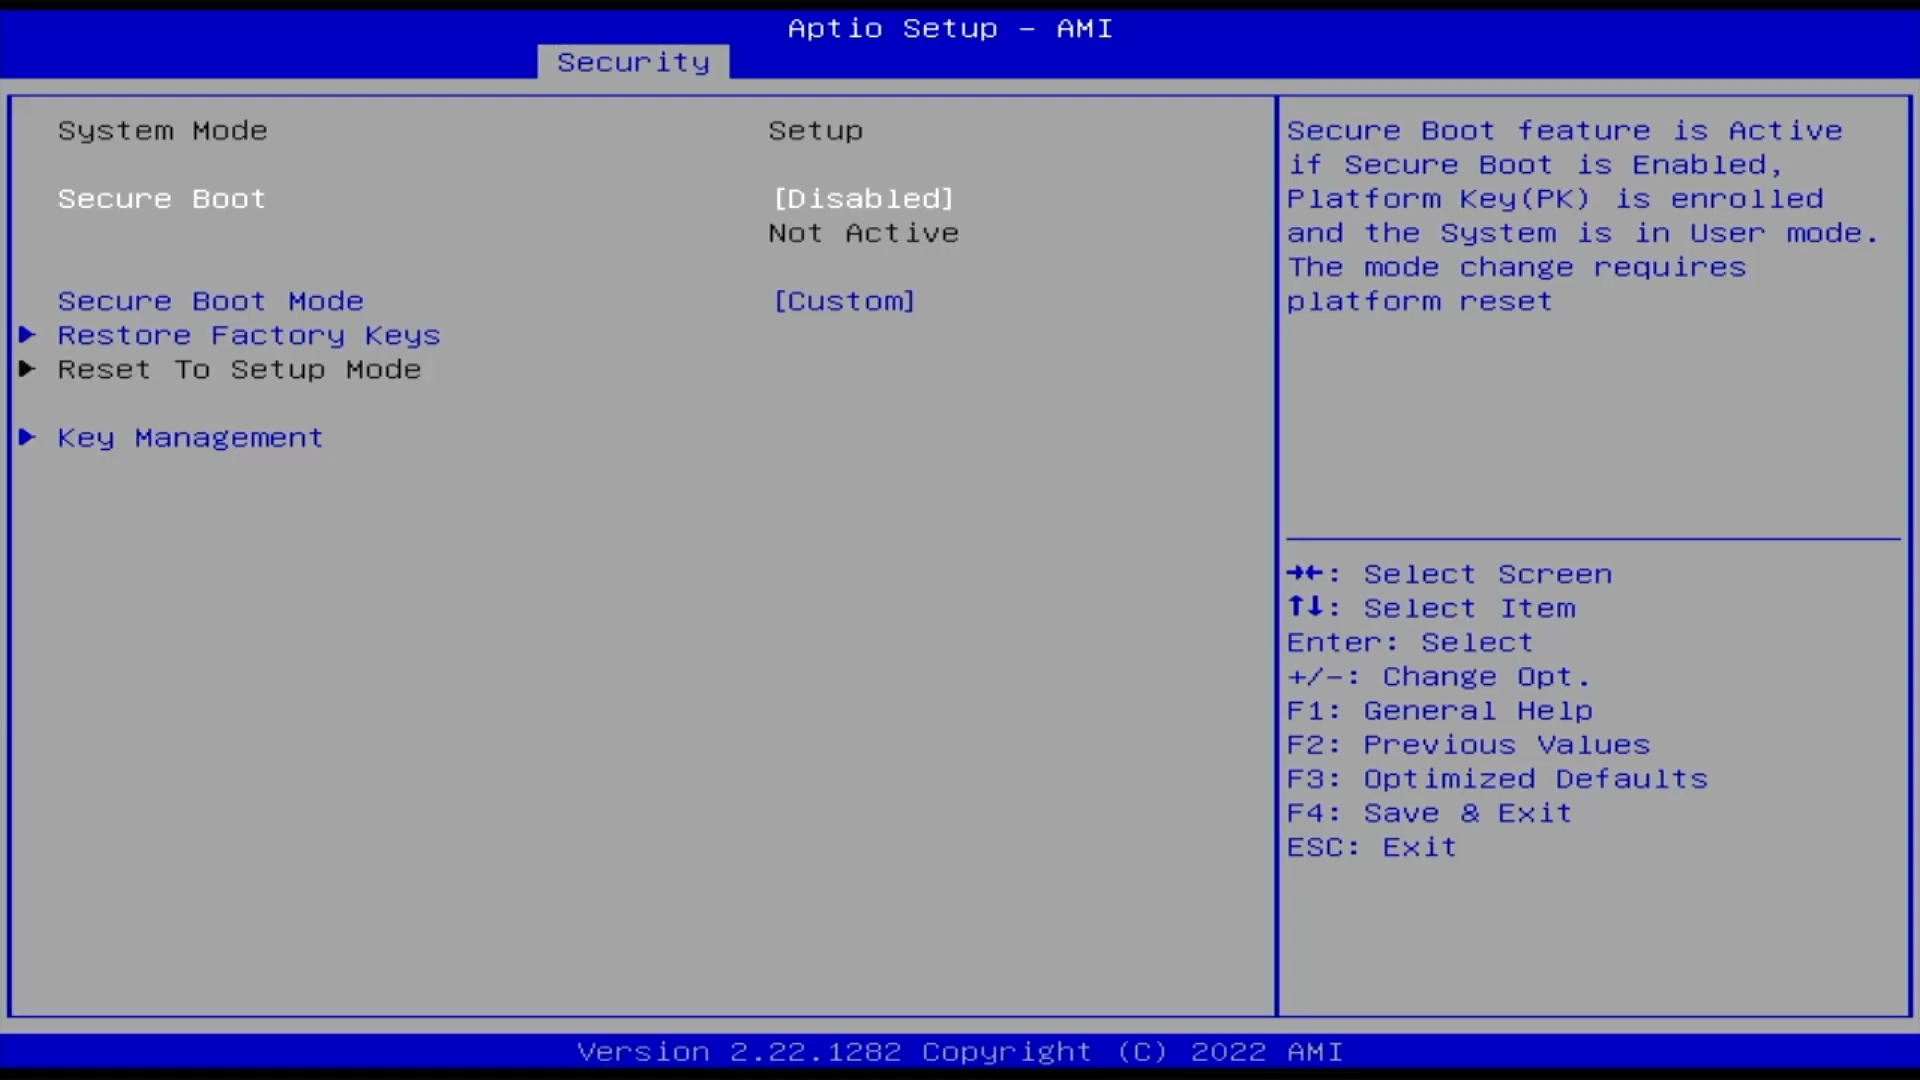 Aptio Setup – AMI
Security
System Mode Setup
Secure Boot [Disabled]
Not Active
Secure Boot Mode [Custom]
▶ Restore Factory Keys
▶ Reset To Setup Mode
▶ Key Management
Secure Boot feature is Active
if Secure Boot is Enabled,
Platform Key(PK) is enrolled
and the System is in User mode.
The mode change requires
platform reset
→←: Select Screen
↑↓: Select Item
Enter: Select
+/-: Change Opt.
F1: General Help
F2: Previous Values
F3: Optimized Defaults
F4: Save & Exit
ESC: Exit
Version 2.22.1282 Copyright (C) 2022 AMI